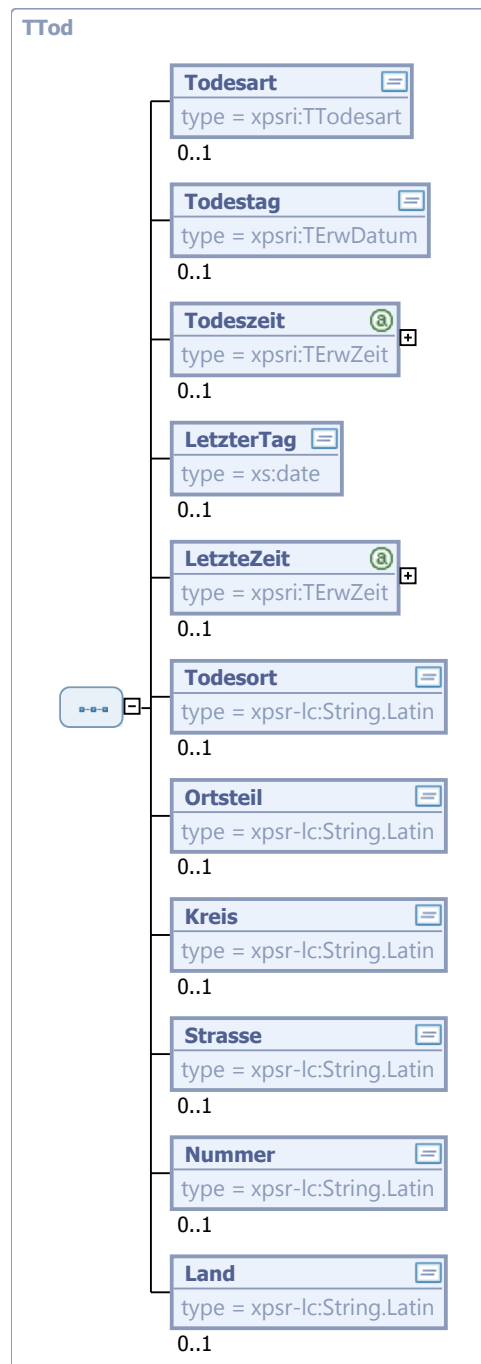 TTod
Todesart
type = xpsri:TTodesart
0..1
Todestag
type = xpsri:TErwDatum
0..1
Todeszeit
type = xpsri:TErwZeit
0..1
LetzterTag
type = xs:date
0..1
LetzteZeit
type = xpsri:TErwZeit
0..1
Todesort
type = xpsr-lc:String.Latin
0..1
Ortsteil
type = xpsr-lc:String.Latin
0..1
Kreis
type = xpsr-lc:String.Latin
0..1
Strasse
type = xpsr-lc:String.Latin
0..1
Nummer
type = xpsr-lc:String.Latin
0..1
Land
type = xpsr-lc:String.Latin
0..1